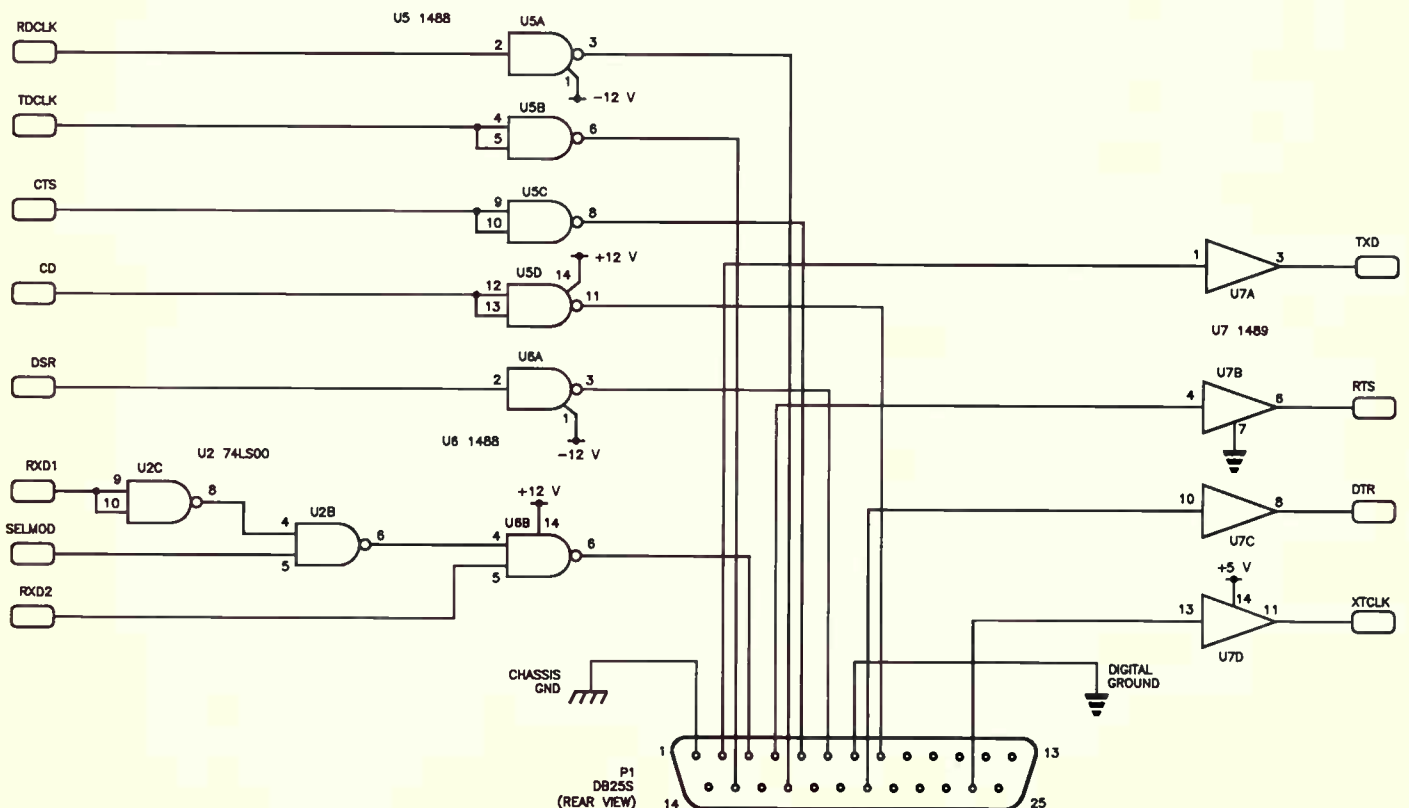 RDCLK
U5 1488
U5A
2
3
1
-12 V
TDCLK
U5B
4
5
6
CTS
U5C
9
10
8
CD
+12 V
U5D
14
12
13
11
DSR
U6A
2
3
1
-12 V
U6 1488
U2 74LS00
RXD1
U2C
9
10
8
SELMOD
U2B
4
5
6
RXD2
+12 V
U6B
14
4
5
6
1
3
TXD
U7A
U7 1489
U7B
4
6
RTS
7
10
8
DTR
U7C
+5 V
14
13
11
XTCLK
U7D
CHASSIS
GND
DIGITAL
GROUND
1
13
P1
DB25S
(REAR VIEW)
14
25